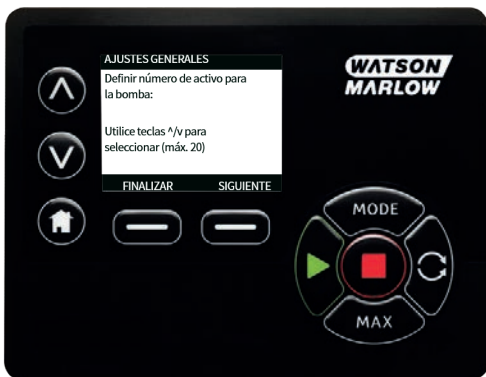 AJUSTES GENERALES
Definir número de activo para
la bomba:
Utilice teclas ^/v para
seleccionar (máx. 20)
FINALIZAR SIGUIENTE
WATSON
MARLOW
MODE
MAX